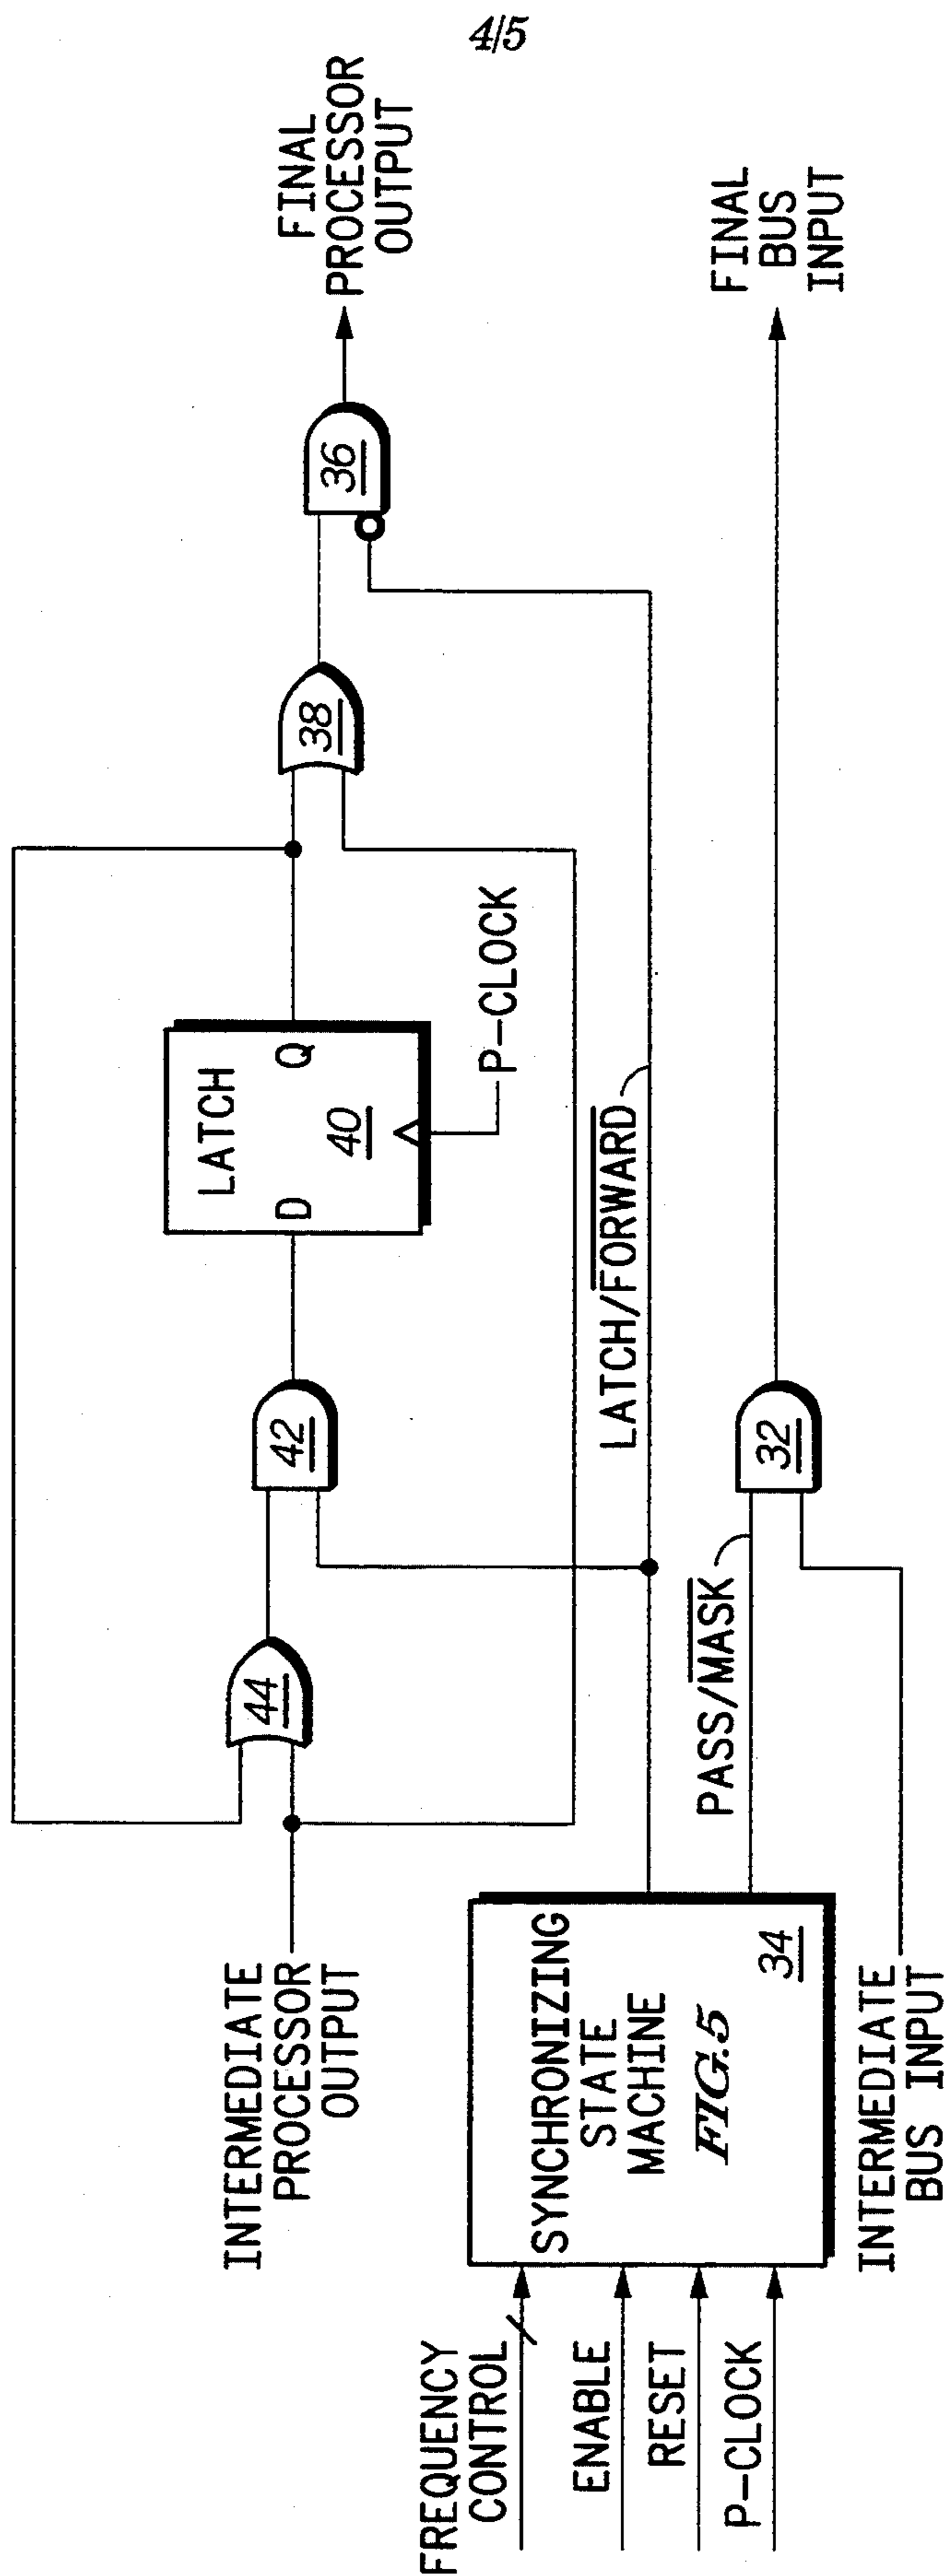 4/5
INTERMEDIATE
PROCESSOR
OUTPUT
44
42
LATCH
D
Q
40
P-CLOCK
38
36
FINAL
PROCESSOR
OUTPUT
LATCH/FORWARD
FREQUENCY
CONTROL
ENABLE
RESET
P-CLOCK
SYNCHRONIZING
STATE
MACHINE
34
FIG.5
PASS/MASK
INTERMEDIATE
BUS INPUT
32
FINAL
BUS
INPUT